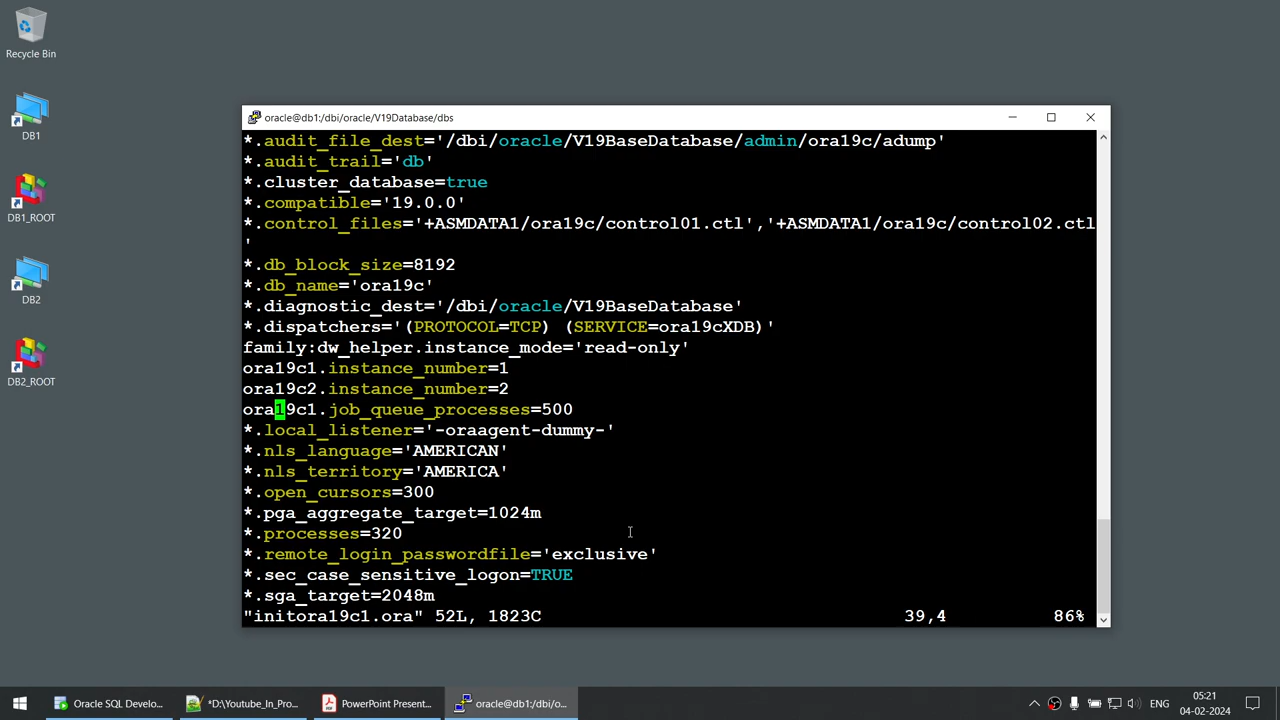 Recycle Bin
DB1
DB1_ROOT
DB2
DB2_ROOT
oracle@db1:/dbi/oracle/V19Database/dbs
*.audit_file_dest='/dbi/oracle/V19BaseDatabase/admin/ora19c/adump'
*.audit_trail='db'
*.cluster_database=true
*.compatible='19.0.0'
*.control_files='+ASMDATA1/ora19c/control01.ctl','+ASMDATA1/ora19c/control02.ctl
'
*.db_block_size=8192
*.db_name='ora19c'
*.diagnostic_dest='/dbi/oracle/V19BaseDatabase'
*.dispatchers='(PROTOCOL=TCP) (SERVICE=ora19cXDB)'
family:dw_helper.instance_mode='read-only'
ora19c1.instance_number=1
ora19c2.instance_number=2
ora19c1.job_queue_processes=500
*.local_listener='-oraagent-dummy-'
*.nls_language='AMERICAN'
*.nls_territory='AMERICA'
*.open_cursors=300
*.pga_aggregate_target=1024m
*.processes=320
*.remote_login_passwordfile='exclusive'
*.sec_case_sensitive_logon=TRUE
*.sga_target=2048m
"initora19c1.ora" 52L, 1823C 39,4 86%
Oracle SQL Develo... *D:\Youtube_In_Pro... PowerPoint Present... oracle@db1:/dbi/o... ENG 05:21
04-02-2024